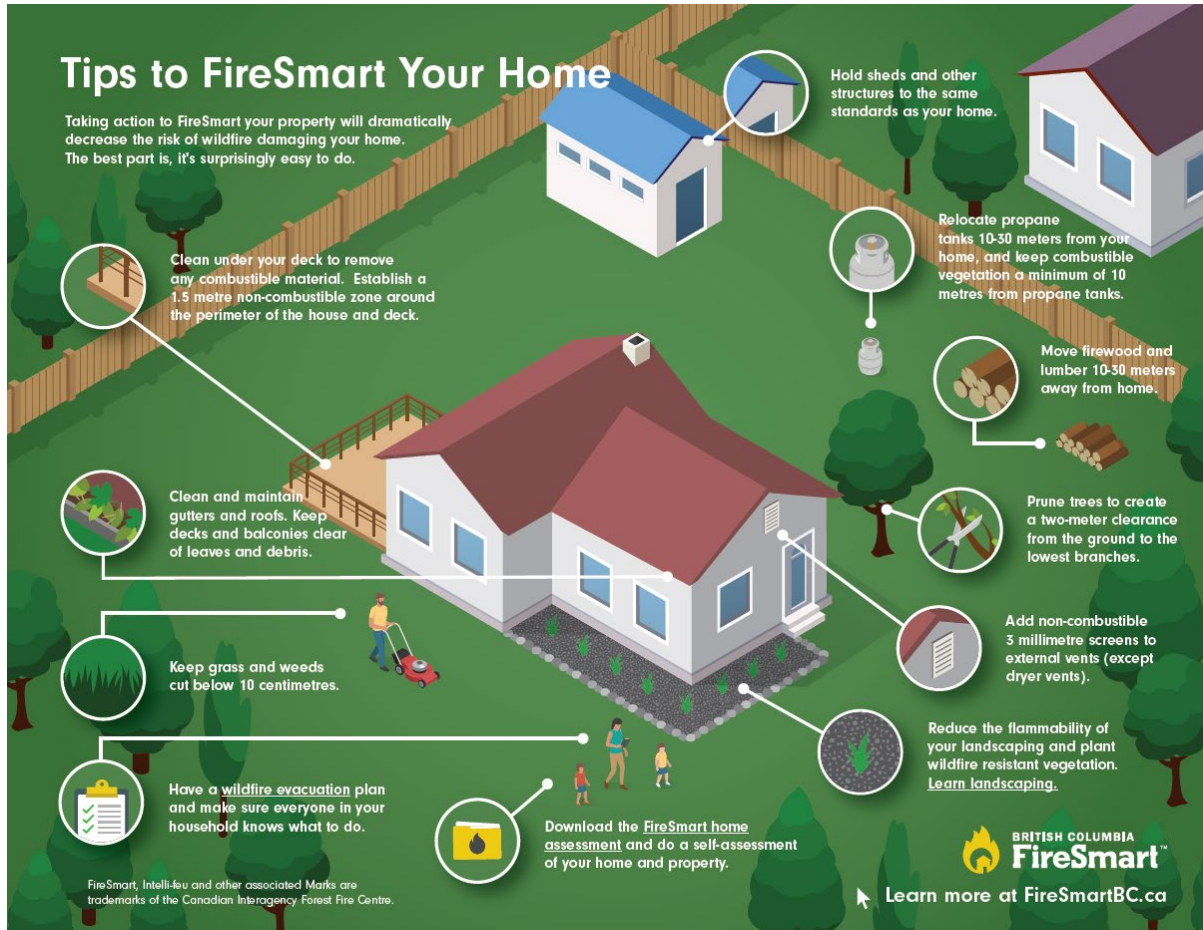 Tips to FireSmart Your Home
Taking action to FireSmart your property will dramatically
decrease the risk of wildfire damaging your home.
The best part is, it's surprisingly easy to do.
Hold sheds and other
structures to the same
standards as your home.
Relocate propane
tanks 10-30 meters from your
home, and keep combustible
vegetation a minimum of 10
metres from propane tanks.
Clean under your deck to remove
any combustible material. Establish a
1.5 metre non-combustible zone around
the perimeter of the house and deck.
Move firewood and
lumber 10-30 meters
away from home.
Clean and maintain
gutters and roofs. Keep
decks and balconies clear
of leaves and debris.
Prune trees to create
a two-meter clearance
from the ground to the
lowest branches.
Add non-combustible
3 millimetre screens to
external vents (except
dryer vents).
Keep grass and weeds
cut below 10 centimetres.
Reduce the flammability of
your landscaping and plant
wildfire resistant vegetation.
Learn landscaping.
Have a wildfire evacuation plan
and make sure everyone in your
household knows what to do.
Download the FireSmart home
assessment and do a self-assessment
of your home and property.
BRITISH COLUMBIA
FireSmart™
Learn more at FireSmartBC.ca
FireSmart, Intelli-feu and other associated Marks are
trademarks of the Canadian Interagency Forest Fire Centre.